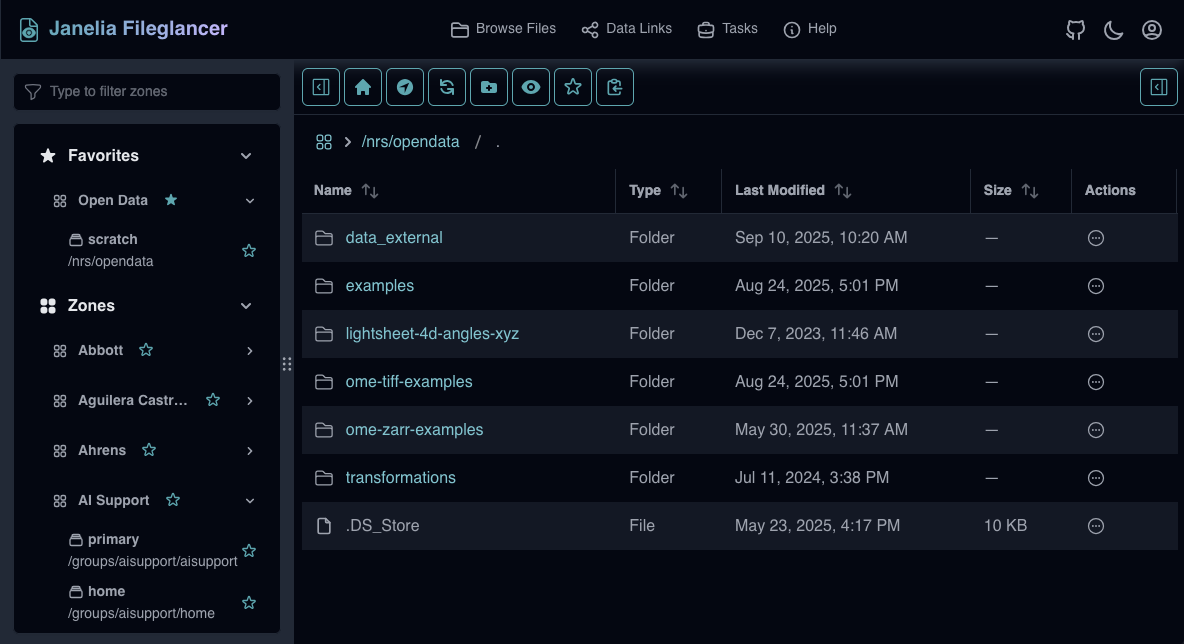 Janelia Fileglancer
Browse Files
Data Links
Tasks
Help
Type to filter zones
Favorites
Open Data
scratch
/nrs/opendata
Zones
Abbott
Aguilera Castr...
Ahrens
AI Support
primary
/groups/aisupport/aisupport
home
/groups/aisupport/home
/nrs/opendata / .
Name Type Last Modified Size Actions
data_external Folder Sep 10, 2025, 10:20 AM —
examples Folder Aug 24, 2025, 5:01 PM —
lightsheet-4d-angles-xyz Folder Dec 7, 2023, 11:46 AM —
ome-tiff-examples Folder Aug 24, 2025, 5:01 PM —
ome-zarr-examples Folder May 30, 2025, 11:37 AM —
transformations Folder Jul 11, 2024, 3:38 PM —
.DS_Store File May 23, 2025, 4:17 PM 10 KB